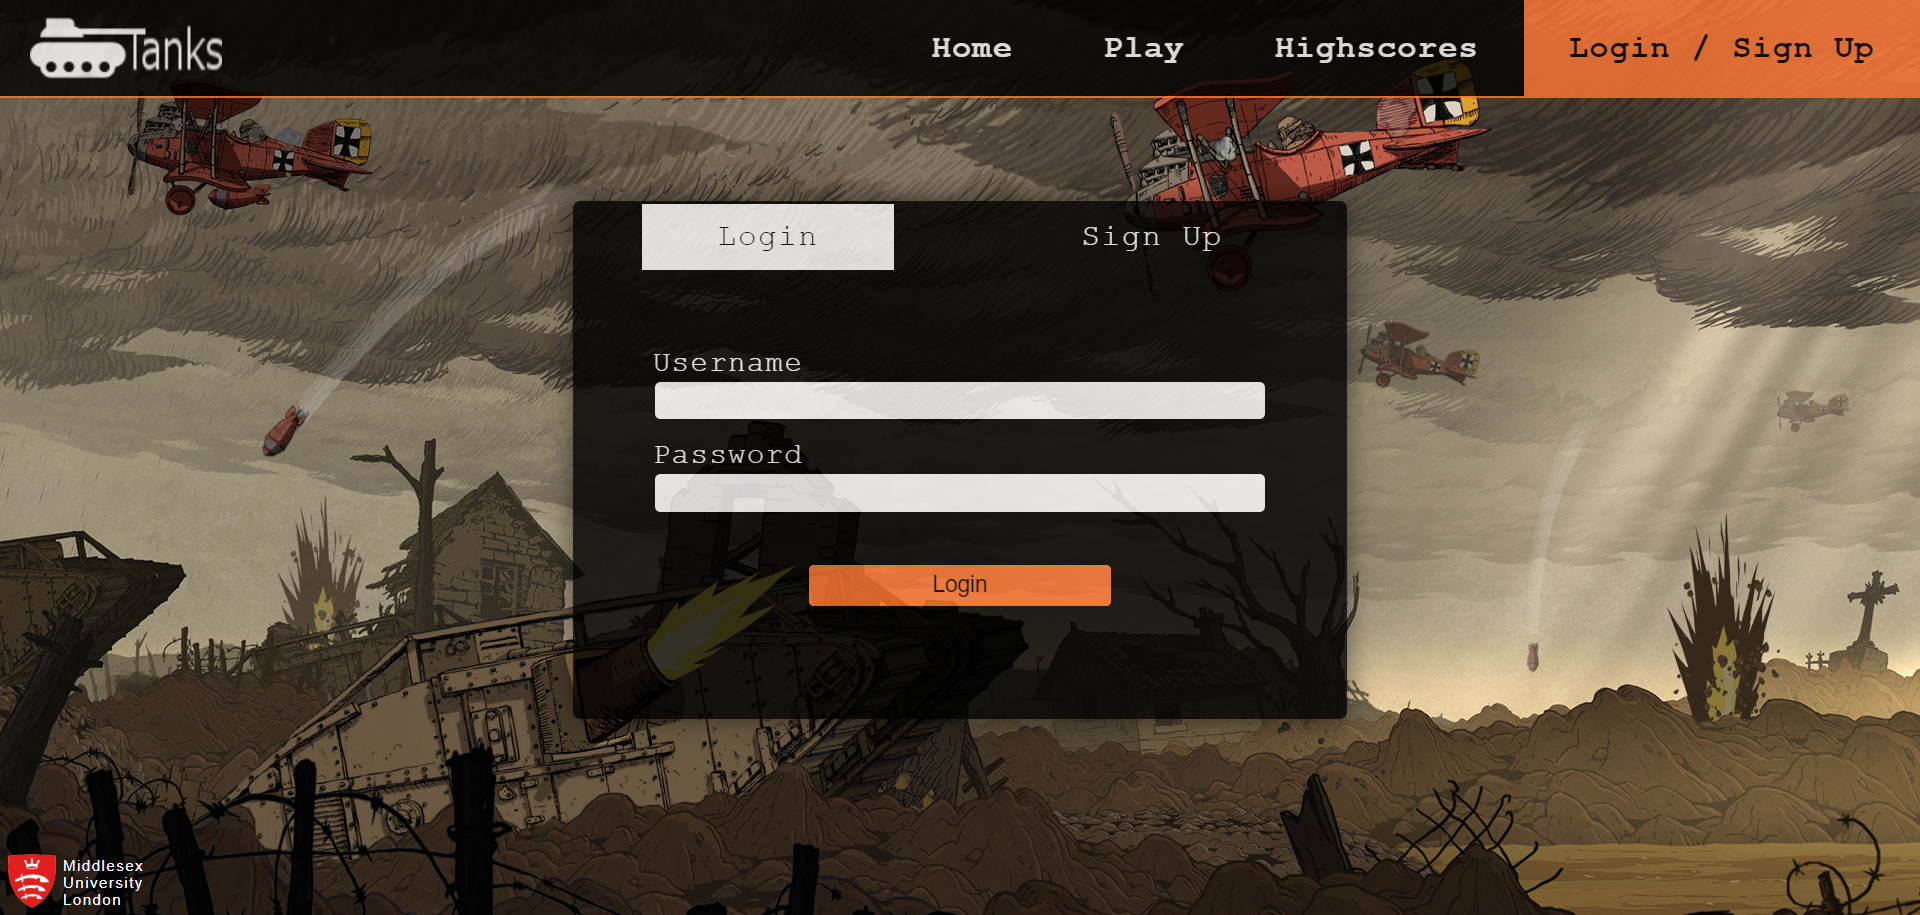 Tanks
Home Play Highscores Login / Sign Up
Login Sign Up
Username
Password
Login
Middlesex
University
London